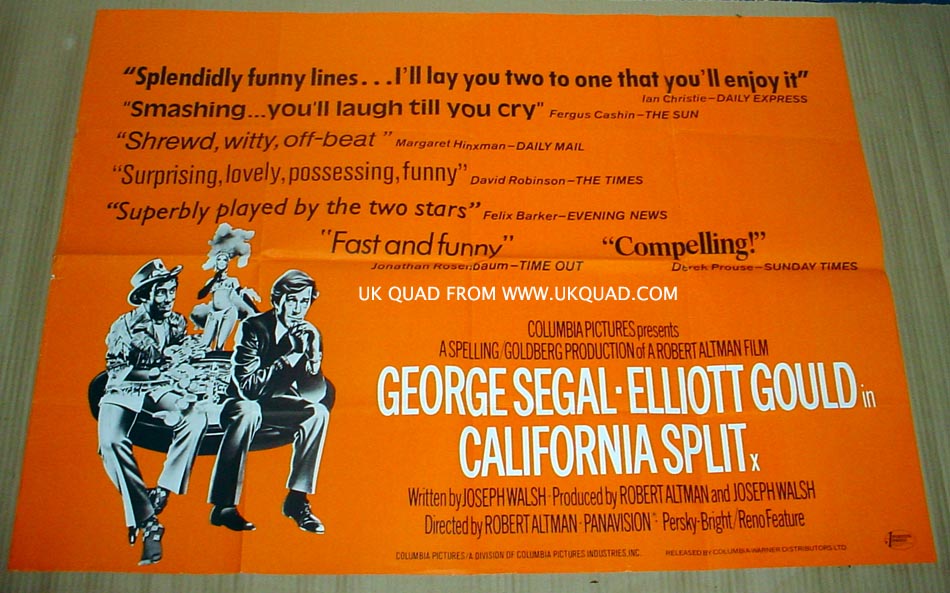 "Splendidly funny lines...I'll lay you two to one that you'll enjoy it"
Ian Christie–DAILY EXPRESS
"Smashing...you'll laugh till you cry" Fergus Cashin–THE SUN
"Shrewd, witty, off-beat" Margaret Hinxman–DAILY MAIL
"Surprising, lovely, possessing, funny" David Robinson–THE TIMES
"Superbly played by the two stars" Felix Barker–EVENING NEWS
"Fast and funny" "Compelling!"
Jonathan Rosenbaum–TIME OUT Derek Prouse–SUNDAY TIMES
UK QUAD FROM WWW.UKQUAD.COM
COLUMBIA PICTURES presents
A SPELLING/GOLDBERG PRODUCTION of A ROBERT ALTMAN FILM
GEORGE SEGAL · ELLIOTT GOULD in
CALIFORNIA SPLIT X
Written by JOSEPH WALSH · Produced by ROBERT ALTMAN and JOSEPH WALSH
Directed by ROBERT ALTMAN · PANAVISION® · Persky-Bright/Reno Feature
COLUMBIA PICTURES/A DIVISION OF COLUMBIA PICTURES INDUSTRIES, INC. RELEASED BY COLUMBIA-WARNER DISTRIBUTORS LTD.